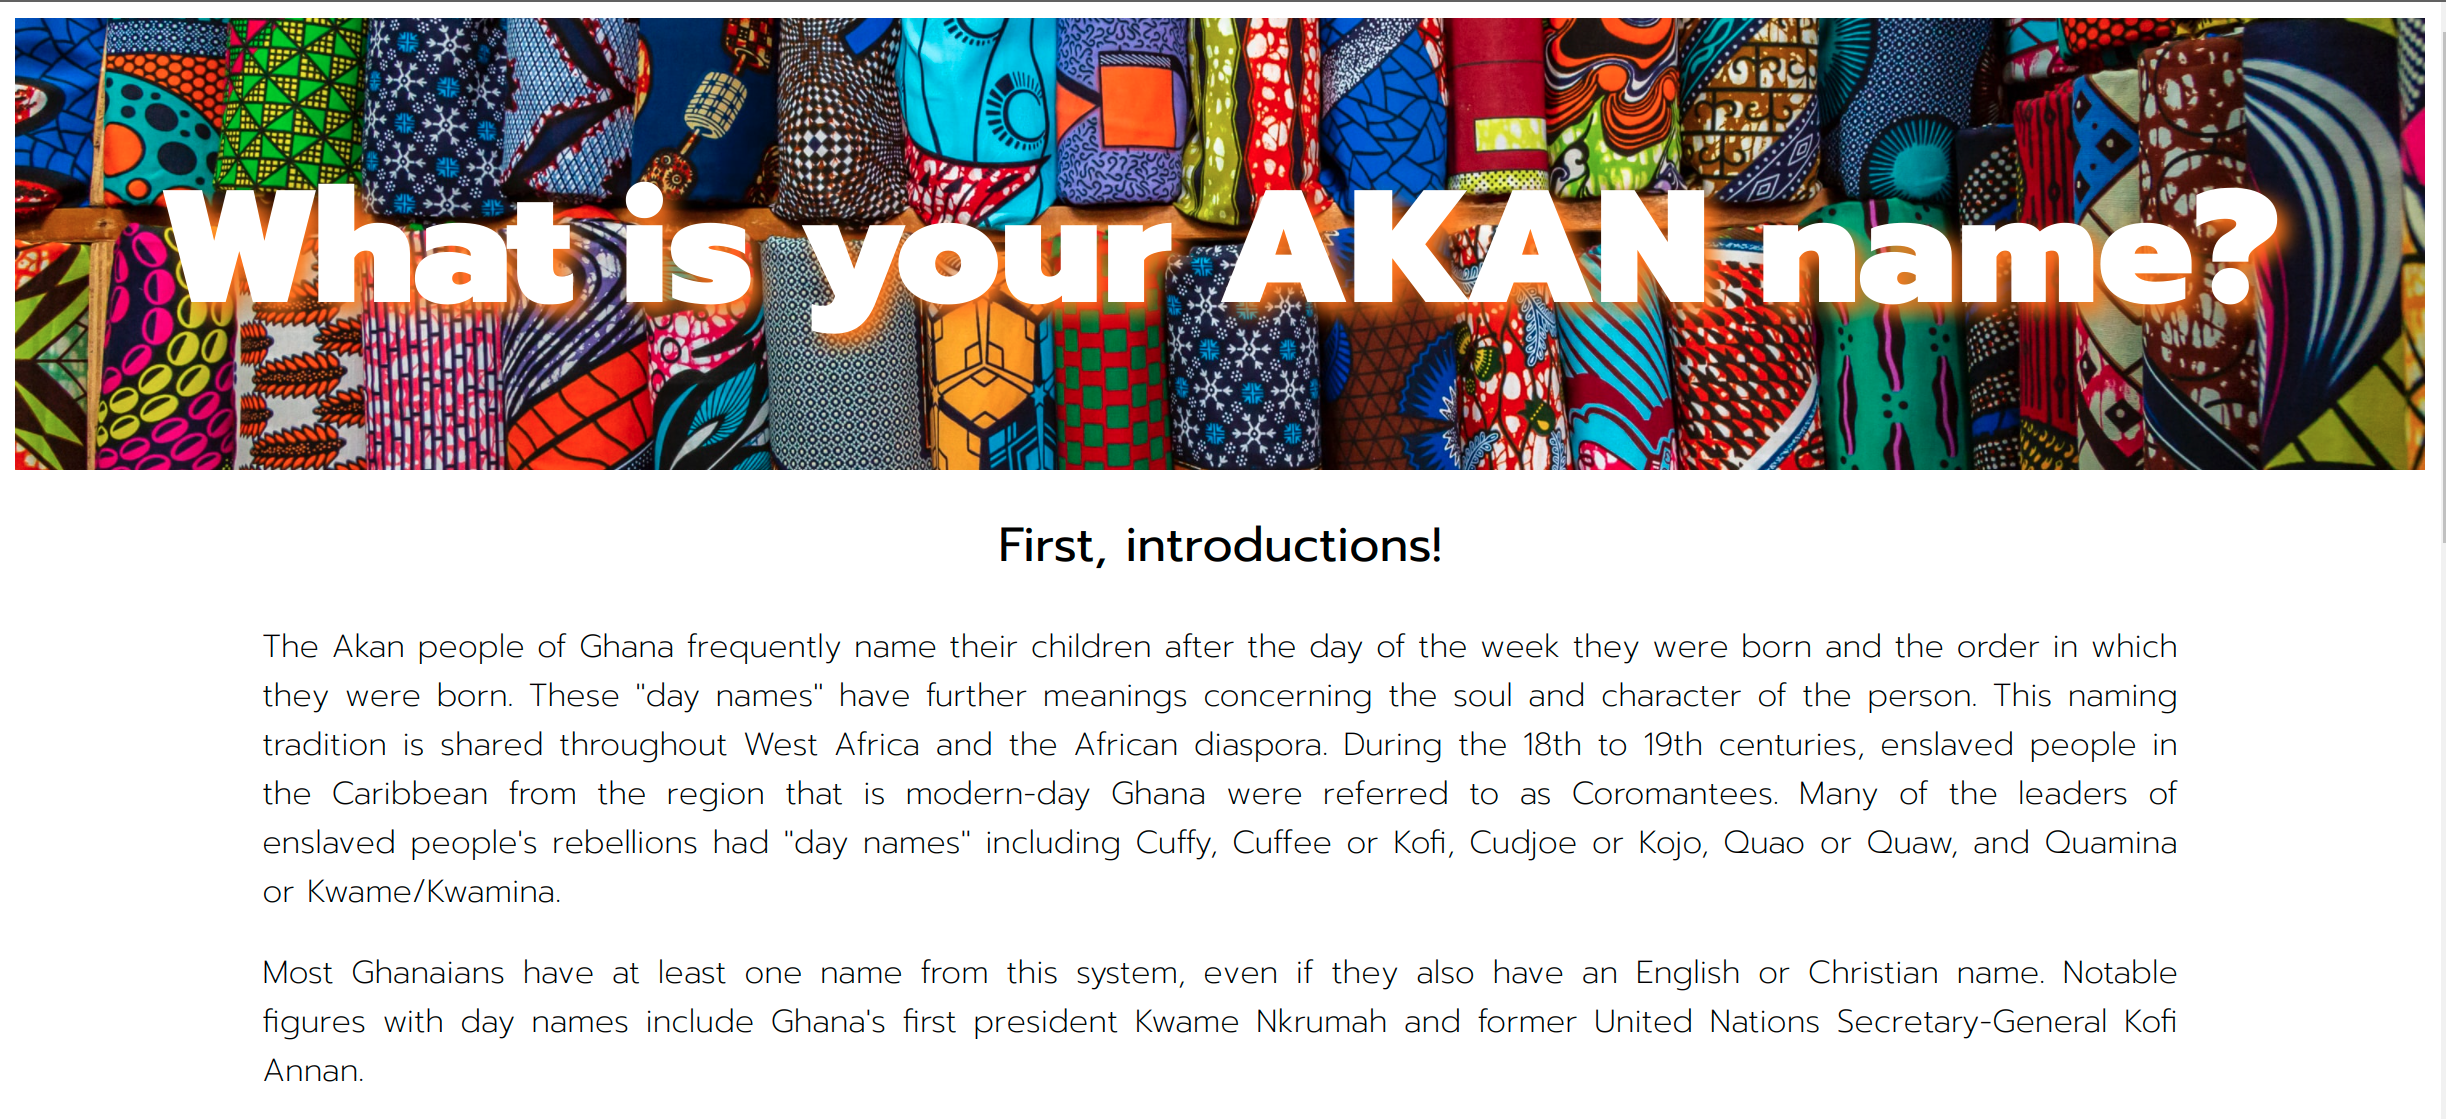 What is your AKAN name?
First, introductions!
The Akan people of Ghana frequently name their children after the day of the week they were born and the order in which
they were born. These "day names" have further meanings concerning the soul and character of the person. This naming
tradition is shared throughout West Africa and the African diaspora. During the 18th to 19th centuries, enslaved people in
the Caribbean from the region that is modern-day Ghana were referred to as Coromantees. Many of the leaders of
enslaved people's rebellions had "day names" including Cuffy, Cuffee or Kofi, Cudjoe or Kojo, Quao or Quaw, and Quamina
or Kwame/Kwamina.
Most Ghanaians have at least one name from this system, even if they also have an English or Christian name. Notable
figures with day names include Ghana's first president Kwame Nkrumah and former United Nations Secretary-General Kofi
Annan.